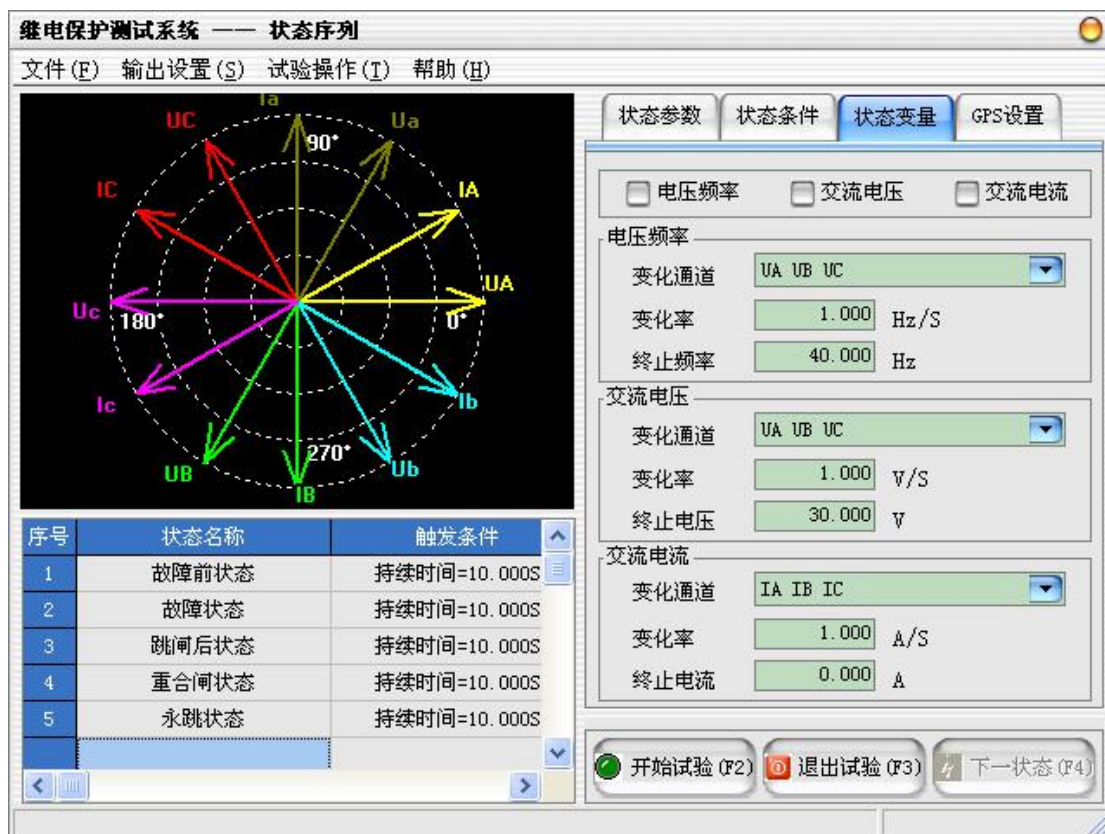 继电保护测试系统 —— 状态序列
文件(F) 输出设置(S) 试验操作(T) 帮助(H)
Ia
UC
Ua
90°
IC
IA
UA
Uc
180°
0°
Ic
Ib
270°
UB
Ub
IB
序号 状态名称 触发条件
1 故障前状态 持续时间=10.000S
2 故障状态 持续时间=10.000S
3 跳闸后状态 持续时间=10.000S
4 重合闸状态 持续时间=10.000S
5 永跳状态 持续时间=10.000S
状态参数 状态条件 状态变量 GPS设置
电压频率 交流电压 交流电流
电压频率
变化通道 UA UB UC
变化率 1.000 Hz/S
终止频率 40.000 Hz
交流电压
变化通道 UA UB UC
变化率 1.000 V/S
终止电压 30.000 V
交流电流
变化通道 IA IB IC
变化率 1.000 A/S
终止电流 0.000 A
开始试验(F2) 退出试验(F3) 下一状态(F4)